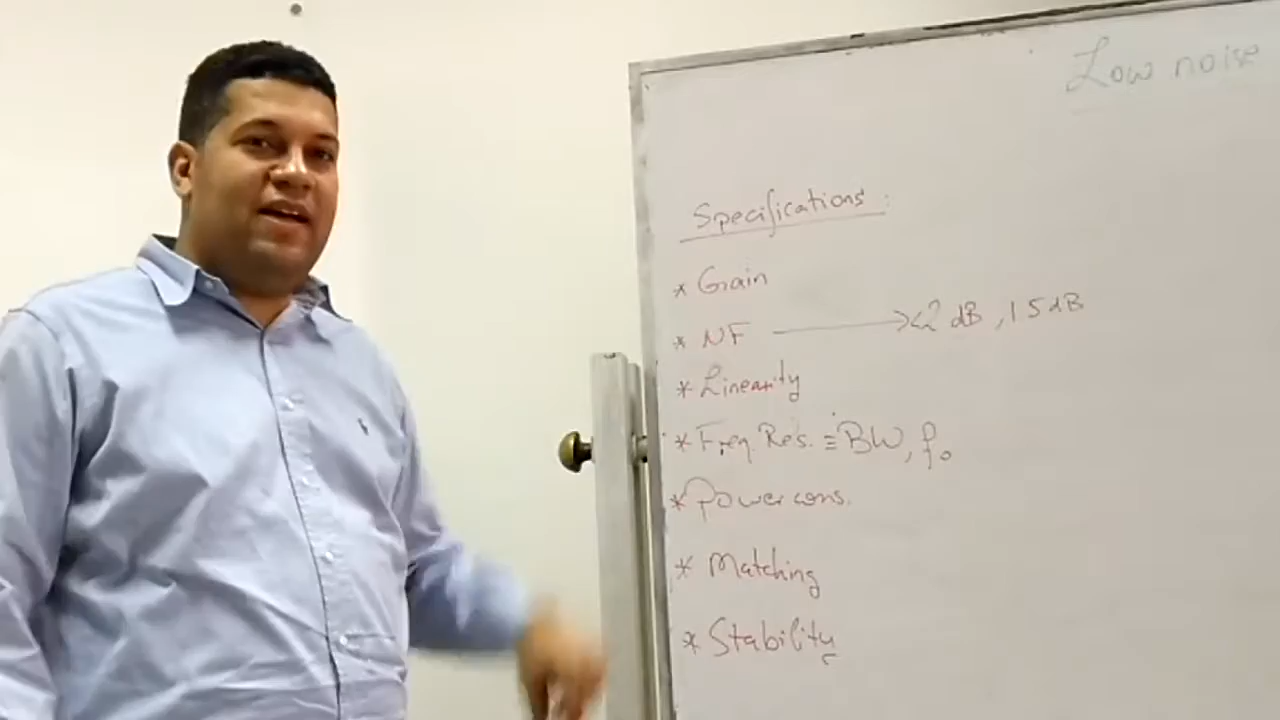 Low noise
Specifications:
* Gain
* NF → <2 dB, 1.5 dB
* Linearity
* Freq Res. ≡ BW, f₀
* Power cons.
* Matching
* Stability